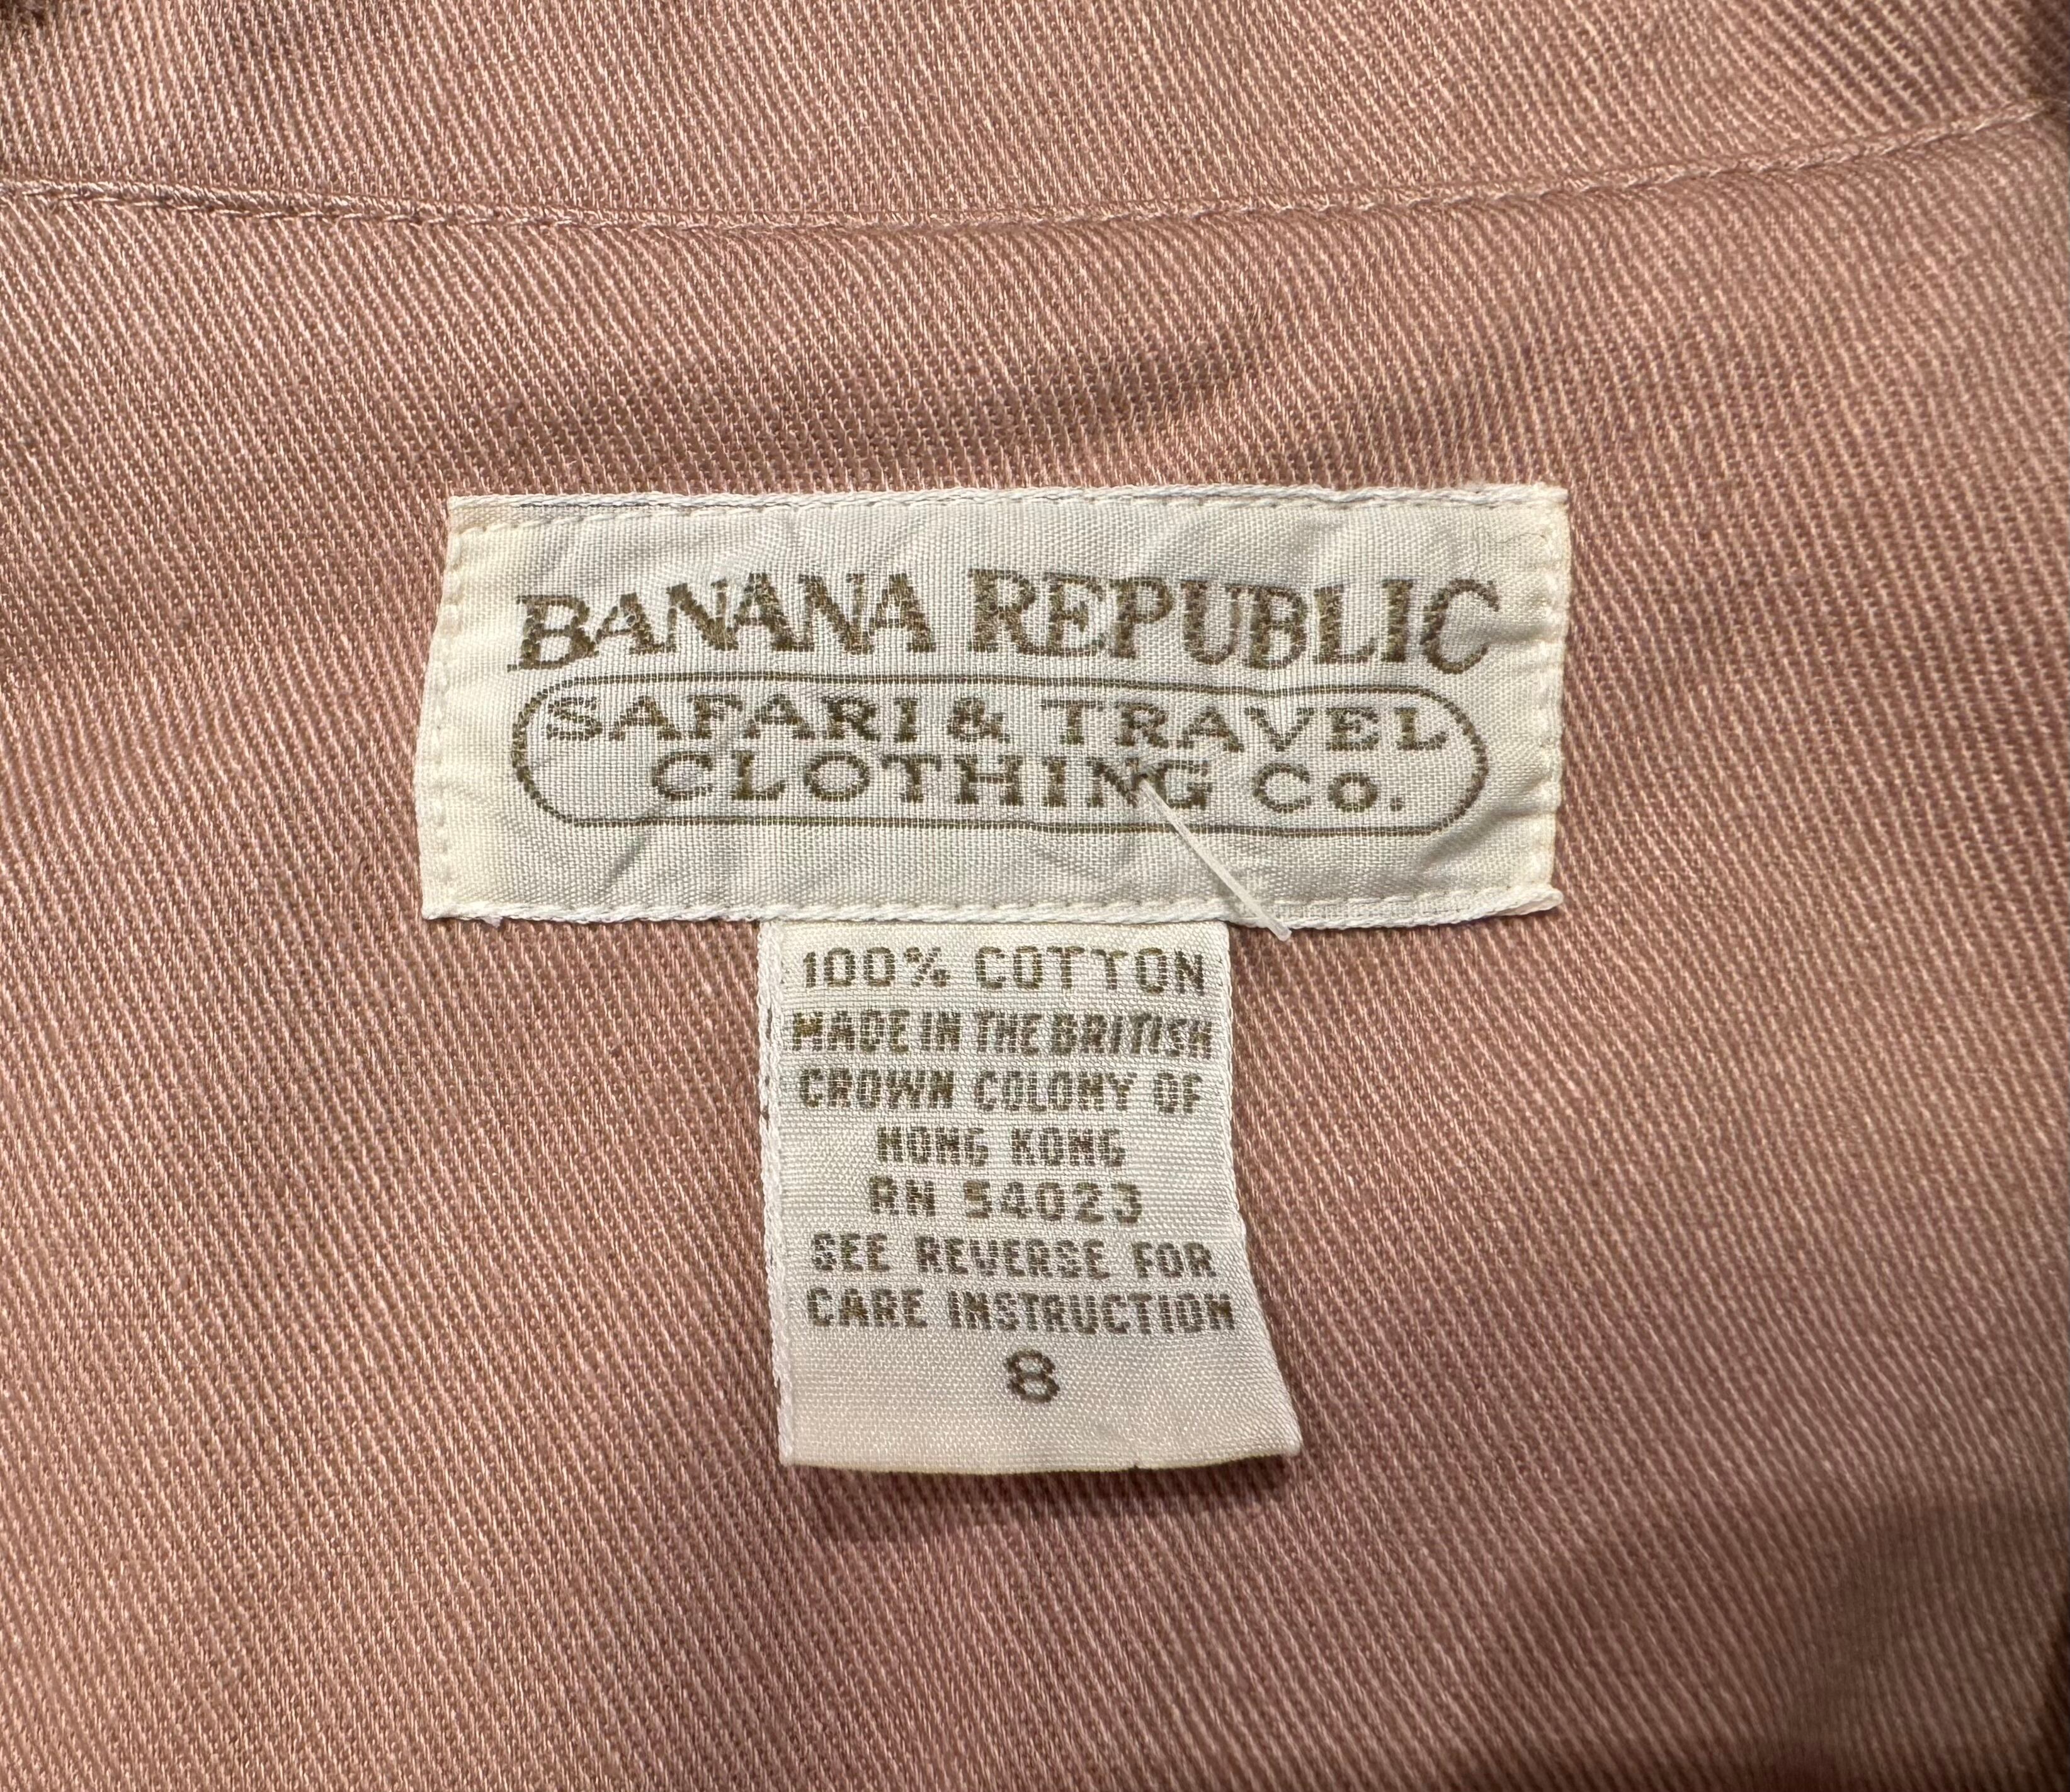 BANANA REPUBLIC
SAFARI & TRAVEL
CLOTHING Co.
100% COTTON
MADE IN THE BRITISH
CROWN COLONY OF
HONG KONG
RN 54023
SEE REVERSE FOR
CARE INSTRUCTION
8